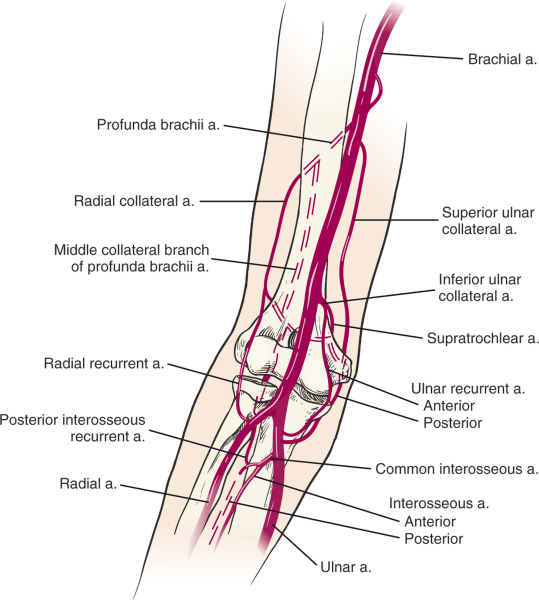 Brachial a.
Profunda brachii a.
Radial collateral a.
Superior ulnar
collateral a.
Middle collateral branch
of profunda brachii a.
Inferior ulnar
collateral a.
Supratrochlear a.
Radial recurrent a.
Ulnar recurrent a.
Anterior
Posterior
Posterior interosseous
recurrent a.
Common interosseous a.
Radial a.
Interosseous a.
Anterior
Posterior
Ulnar a.